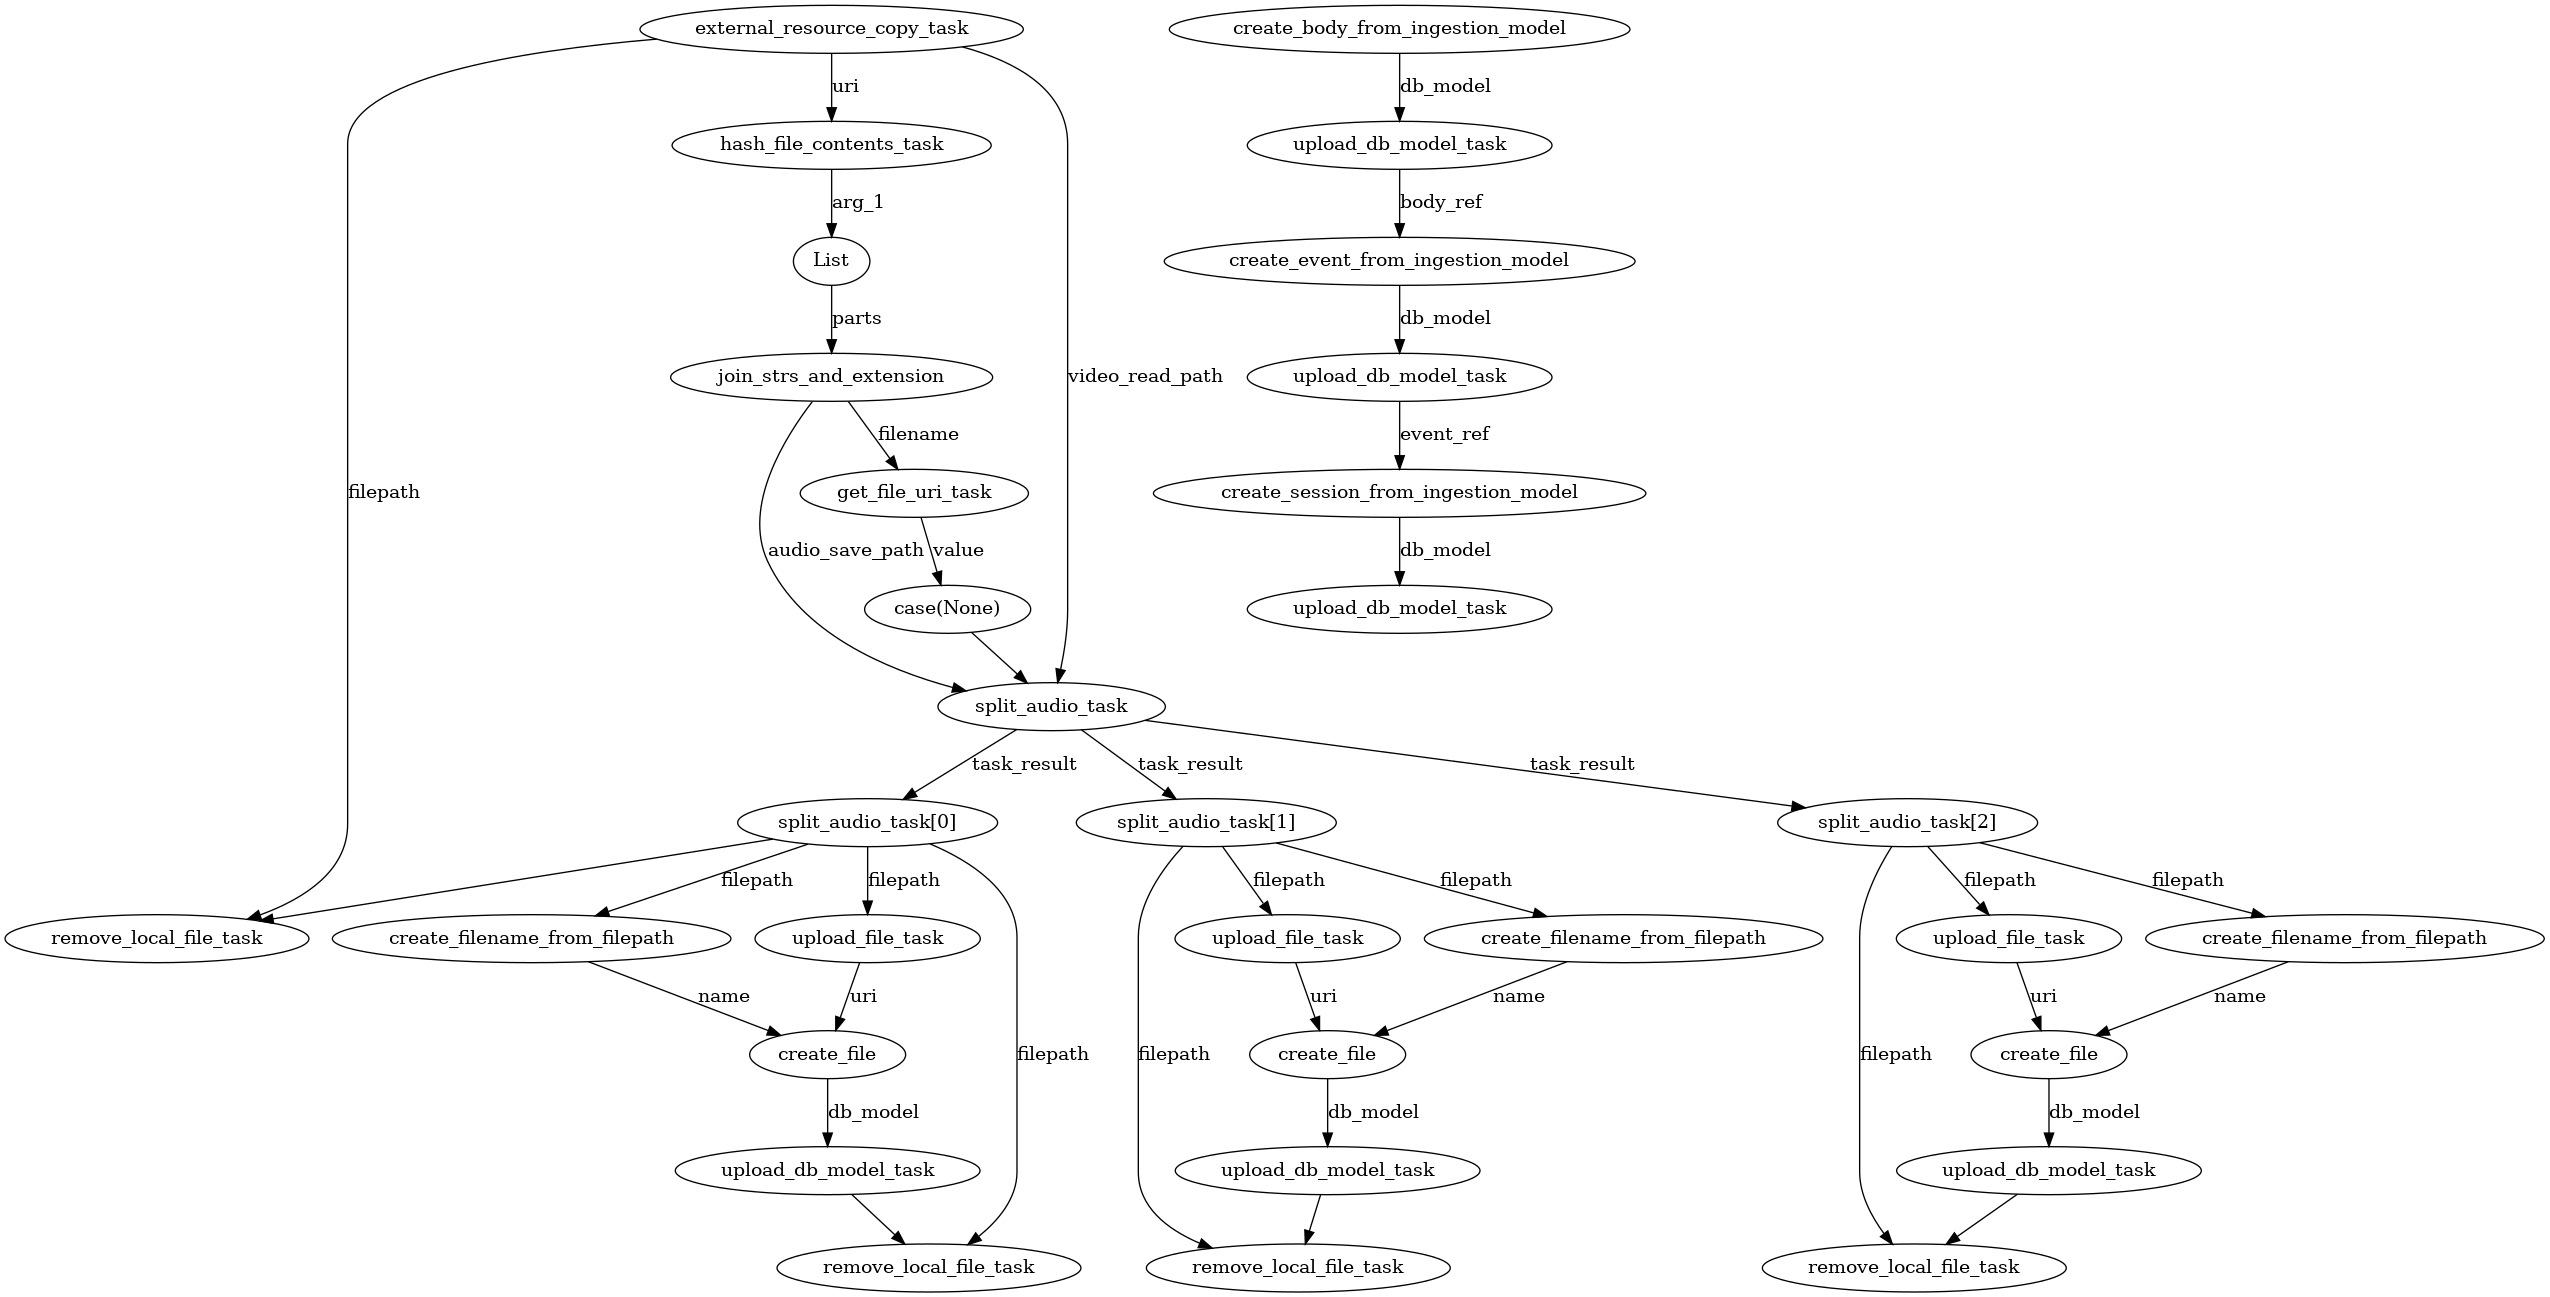 external_resource_copy_task
create_body_from_ingestion_model
uri
db_model
hash_file_contents_task
upload_db_model_task
arg_1
body_ref
List
create_event_from_ingestion_model
parts
db_model
join_strs_and_extension
video_read_path
upload_db_model_task
filename
event_ref
filepath
get_file_uri_task
create_session_from_ingestion_model
audio_save_path
value
db_model
case(None)
upload_db_model_task
split_audio_task
task_result
task_result
task_result
split_audio_task[0]
split_audio_task[1]
split_audio_task[2]
filepath
filepath
filepath
filepath
filepath
filepath
remove_local_file_task
create_filename_from_filepath
upload_file_task
upload_file_task
create_filename_from_filepath
upload_file_task
create_filename_from_filepath
name
uri
uri
name
uri
name
create_file
filepath
filepath
create_file
filepath
create_file
db_model
db_model
db_model
upload_db_model_task
upload_db_model_task
upload_db_model_task
remove_local_file_task
remove_local_file_task
remove_local_file_task